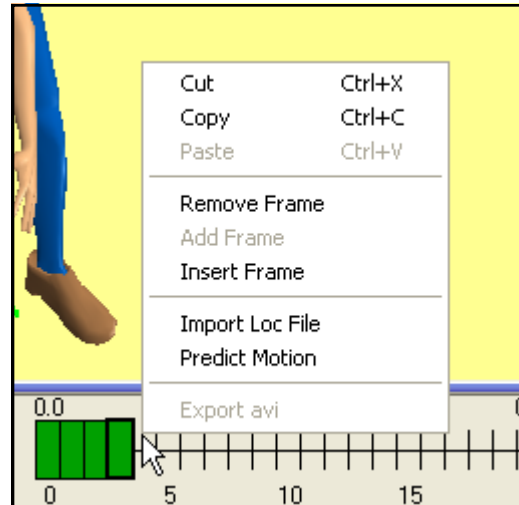 Cut Ctrl+X
Copy Ctrl+C
Paste Ctrl+V
Remove Frame
Add Frame
Insert Frame
Import Loc File
Predict Motion
Export avi
0.0
0 5 10 15